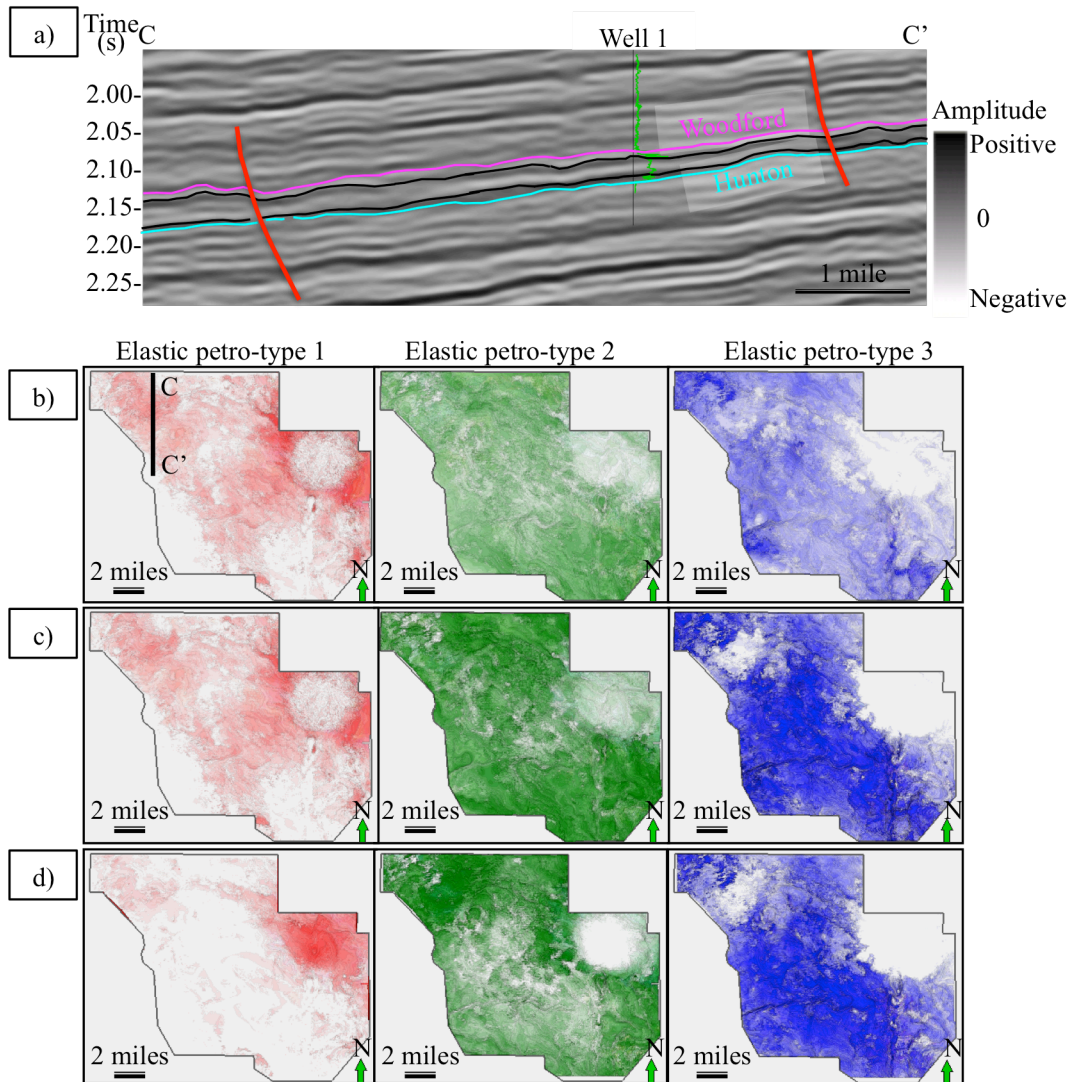 a)
Time
(s)
C
Well 1
C’
2.00-
2.05-
2.10-
2.15-
2.20-
2.25-
Woodford
Hunton
1 mile
Amplitude
Positive
0
Negative
Elastic petro-type 1
Elastic petro-type 2
Elastic petro-type 3
b)
C
C’
2 miles
N
2 miles
N
2 miles
N
c)
2 miles
N
2 miles
N
2 miles
N
d)
2 miles
N
2 miles
N
2 miles
N